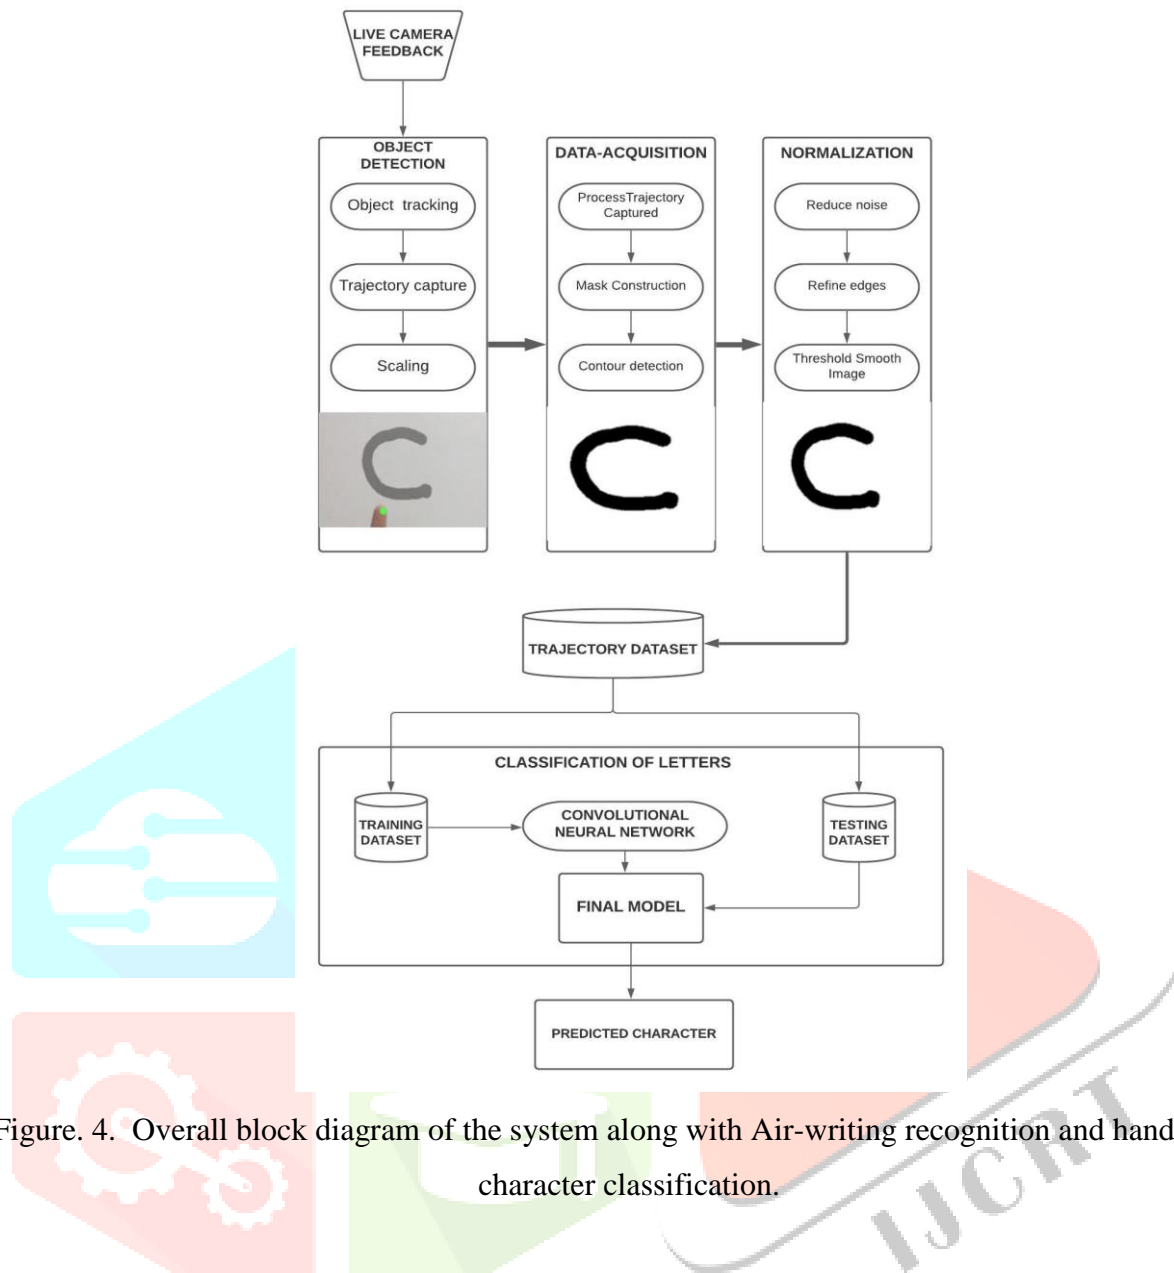 LIVE CAMERA
FEEDBACK
OBJECT
DETECTION
Object tracking
Trajectory capture
Scaling
DATA-ACQUISITION
ProcessTrajectory
Captured
Mask Construction
Contour detection
NORMALIZATION
Reduce noise
Refine edges
Threshold Smooth
Image
C
C
C
TRAJECTORY DATASET
CLASSIFICATION OF LETTERS
TRAINING
DATASET
CONVOLUTIONAL
NEURAL NETWORK
TESTING
DATASET
FINAL MODEL
PREDICTED CHARACTER
Figure. 4. Overall block diagram of the system along with Air-writing recognition and hand
character classification.
IJCRT